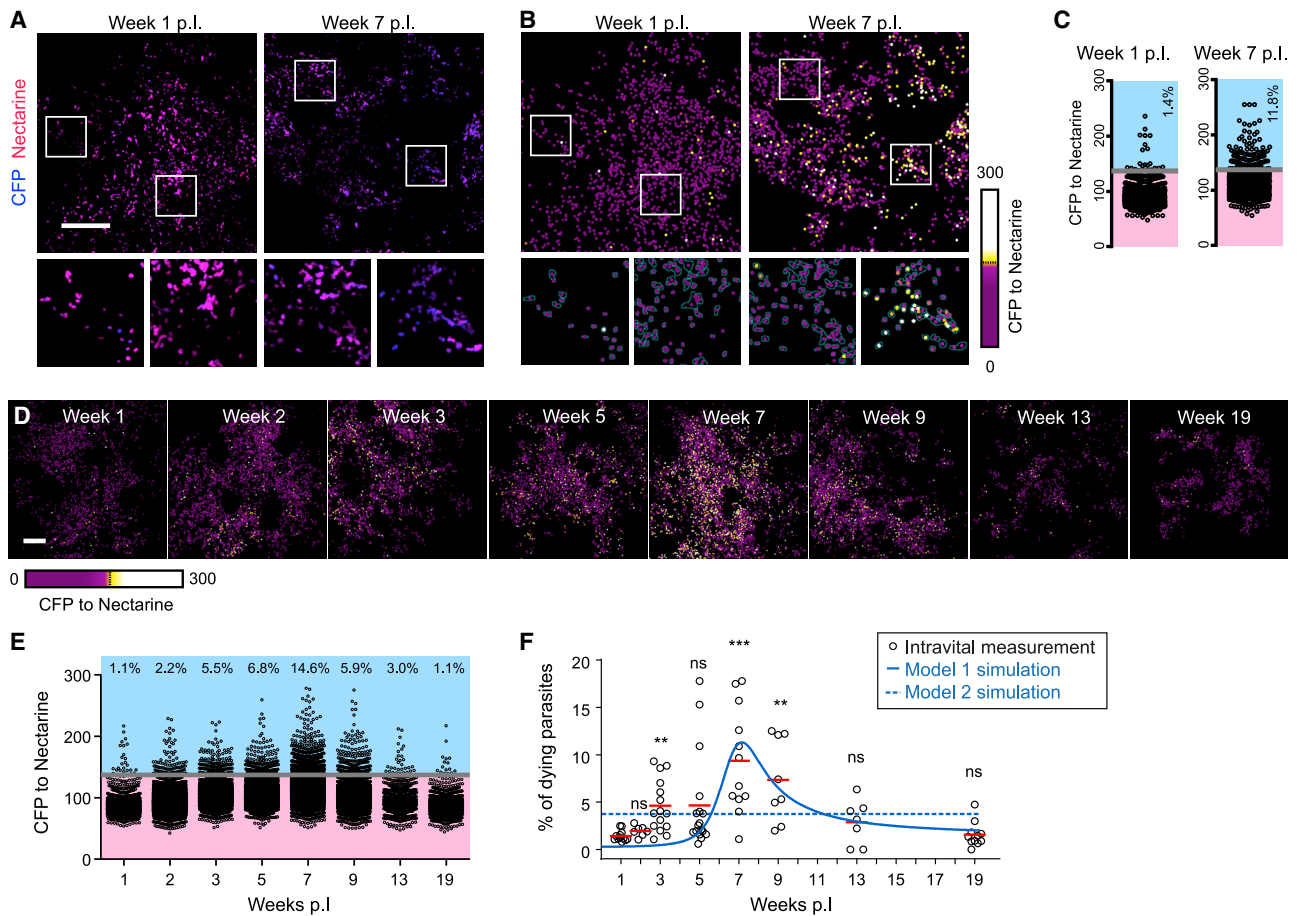 A
Week 1 p.l.
Week 7 p.l.
CFP Nectarine
B
Week 1 p.l.
Week 7 p.l.
300
0
CFP to Nectarine
C
Week 1 p.l.
Week 7 p.l.
CFP to Nectarine
300
200
100
0
1.4%
300
200
100
0
11.8%
D
Week 1
Week 2
Week 3
Week 5
Week 7
Week 9
Week 13
Week 19
0
300
CFP to Nectarine
E
1.1% 2.2% 5.5% 6.8% 14.6% 5.9% 3.0% 1.1%
CFP to Nectarine
300
200
100
0
1 2 3 5 7 9 13 19
Weeks p.l
F
Intravital measurement
Model 1 simulation
Model 2 simulation
% of dying parasites
20
15
10
5
0
ns
**
ns
***
**
ns
ns
1 3 5 7 9 11 13 15 17 19
Weeks p.l